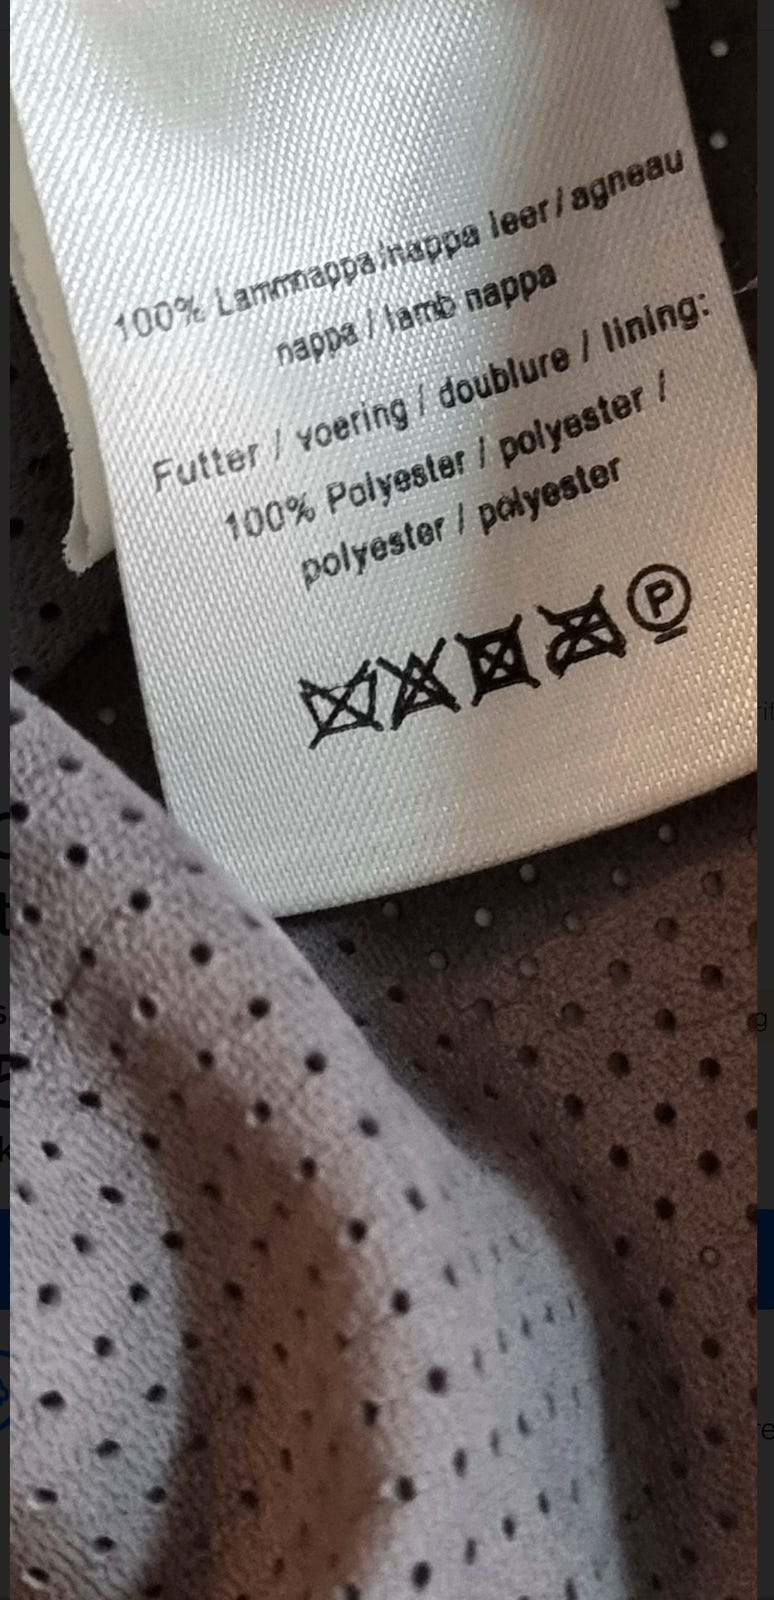 100% Lammnappa/nappa leer/agneau
nappa / lamb nappa
Futter / voering / doublure / lining:
100% Polyester / polyester /
polyester / polyester
P